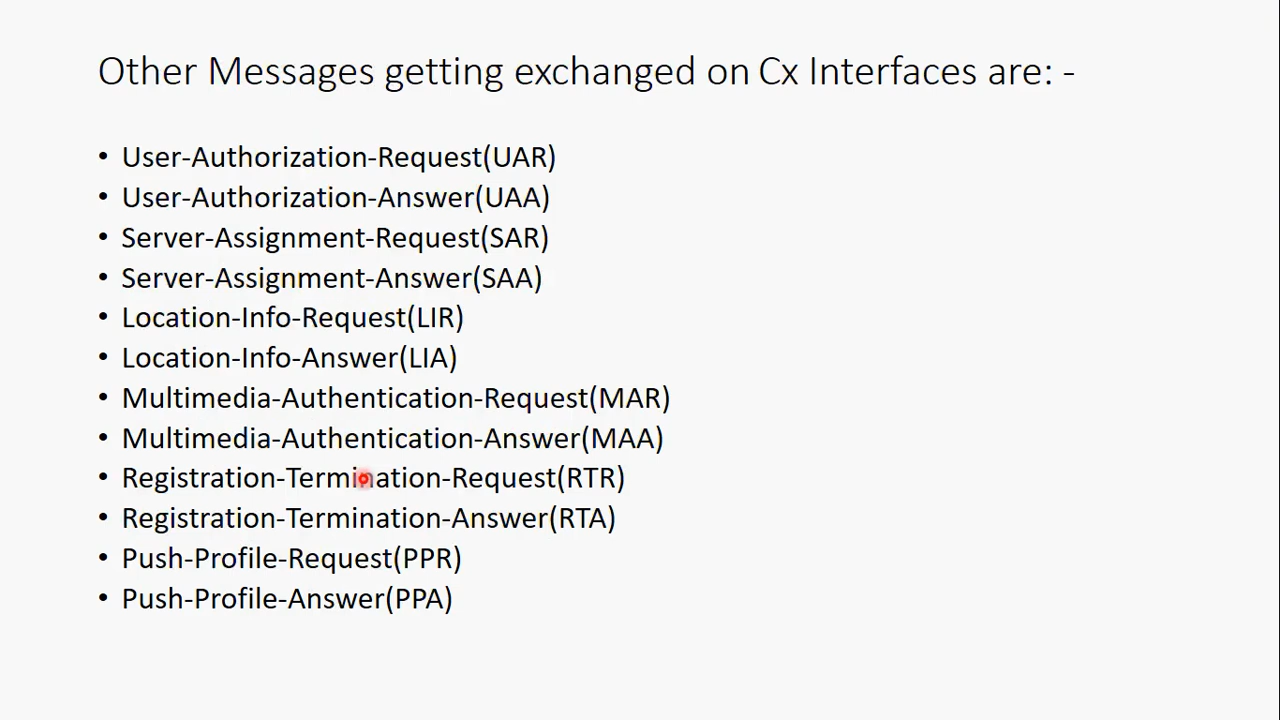 Other Messages getting exchanged on Cx Interfaces are: -
• User-Authorization-Request(UAR)
• User-Authorization-Answer(UAA)
• Server-Assignment-Request(SAR)
• Server-Assignment-Answer(SAA)
• Location-Info-Request(LIR)
• Location-Info-Answer(LIA)
• Multimedia-Authentication-Request(MAR)
• Multimedia-Authentication-Answer(MAA)
• Registration-Termination-Request(RTR)
• Registration-Termination-Answer(RTA)
• Push-Profile-Request(PPR)
• Push-Profile-Answer(PPA)